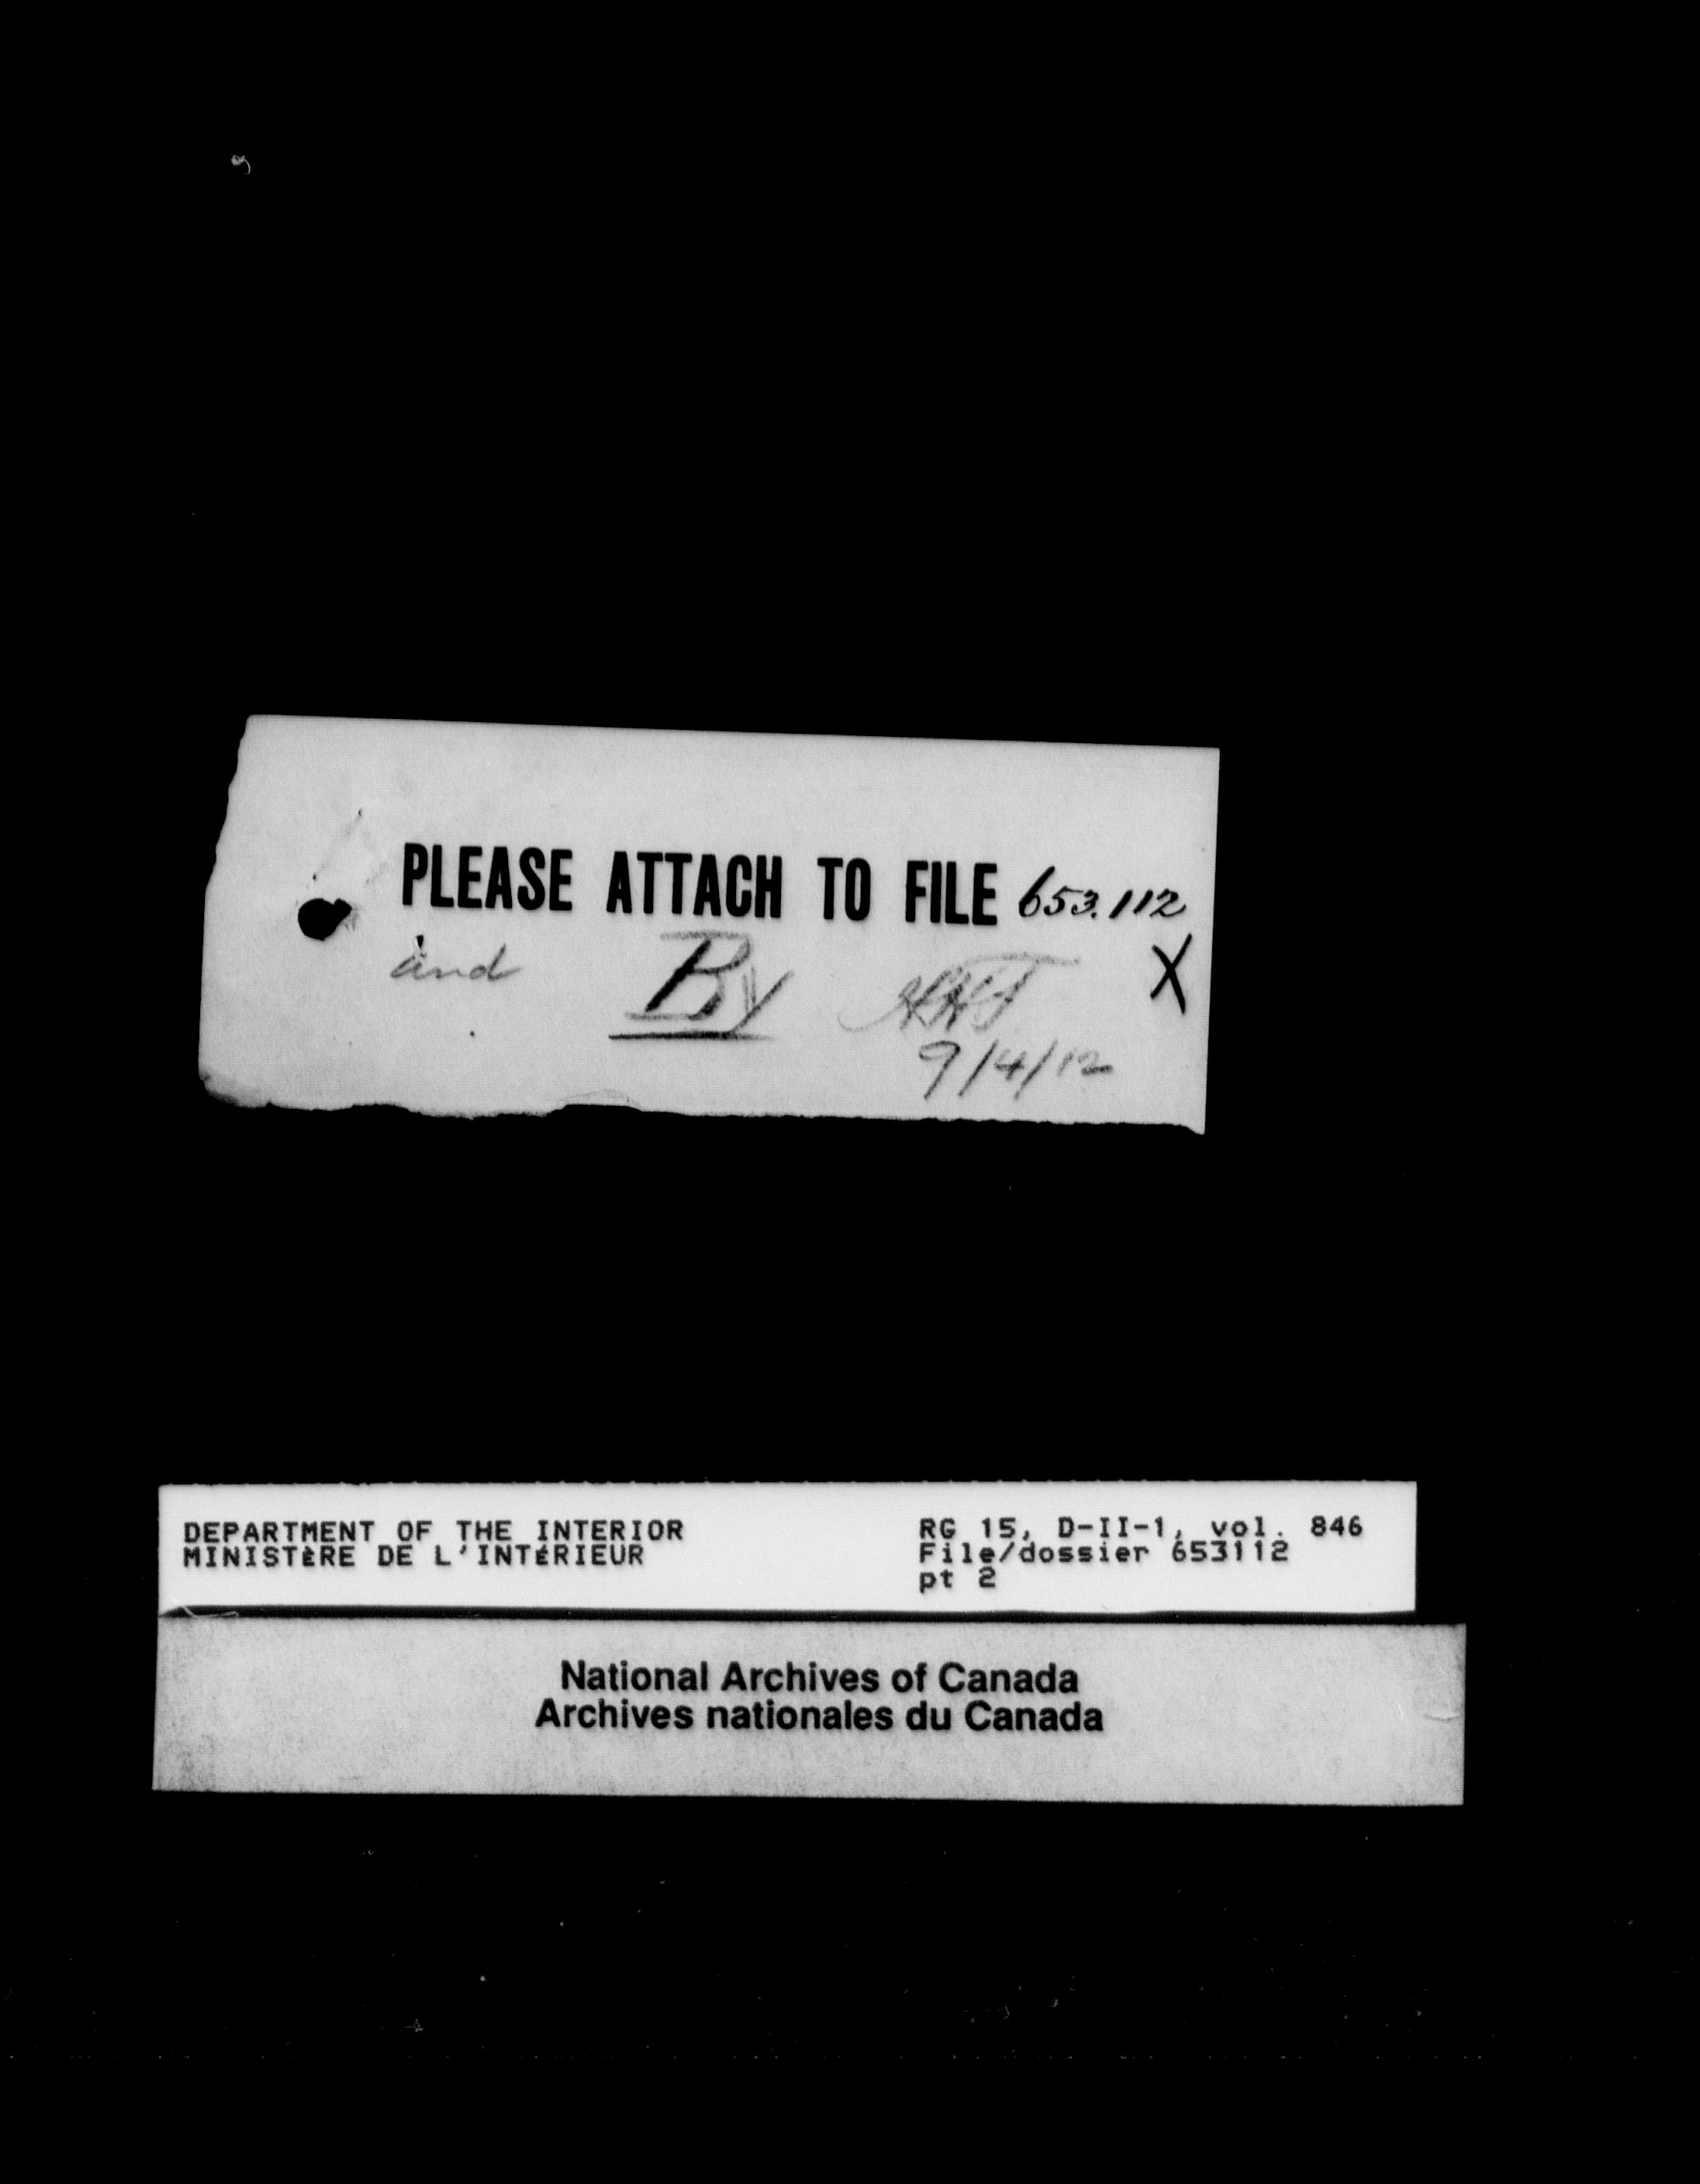 PLEASE ATTACH TO FILE 653.112
and By X
9/4/12
DEPARTMENT OF THE INTERIOR
MINISTÈRE DE L'INTÉRIEUR
RG 15, D-II-1, vol. 846
File/dossier 653112
pt 2
National Archives of Canada
Archives nationales du Canada